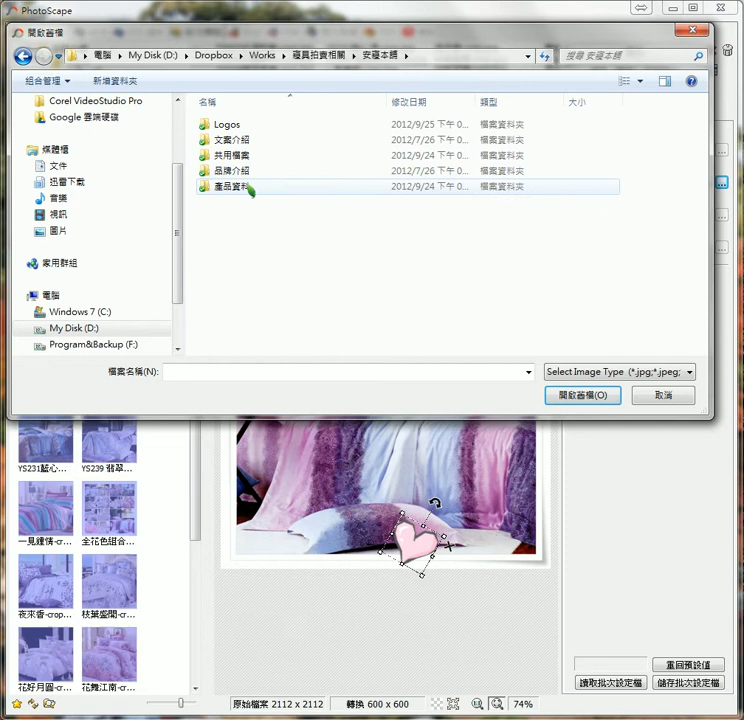 PhotoScape
開啟舊檔
電腦 ▸ My Disk (D:) ▸ Dropbox ▸ Works ▸ 寢具拍賣相關 ▸ 安寢本舖 ▸
搜尋 安寢本舖
組合管理 新增資料夾
名稱 修改日期 類型 大小
Corel VideoStudio Pro
Google 雲端硬碟
媒體櫃
文件
迅雷下載
音樂
視訊
圖片
家用群組
電腦
Windows 7 (C:)
My Disk (D:)
Program&Backup (F:)
Logos 2012/9/25 下午 0... 檔案資料夾
文案介紹 2012/7/26 下午 0... 檔案資料夾
共用檔案 2012/9/24 下午 0... 檔案資料夾
品牌介紹 2012/7/26 下午 0... 檔案資料夾
產品資料 2012/9/24 下午 0... 檔案資料夾
檔案名稱(N):
Select Image Type (*.jpg;*.jpeg;
開啟舊檔(O) 取消
YS231藍心... YS239 翡翠...
一見鍾情-cr... 全花色組合...
夜來香-crop... 枝葉盛開-cr...
花好月圓-cr... 花舞江南-cr...
重回預設值
讀取批次設定檔 儲存批次設定檔
原始檔案 2112 x 2112 轉換 600 x 600 74%